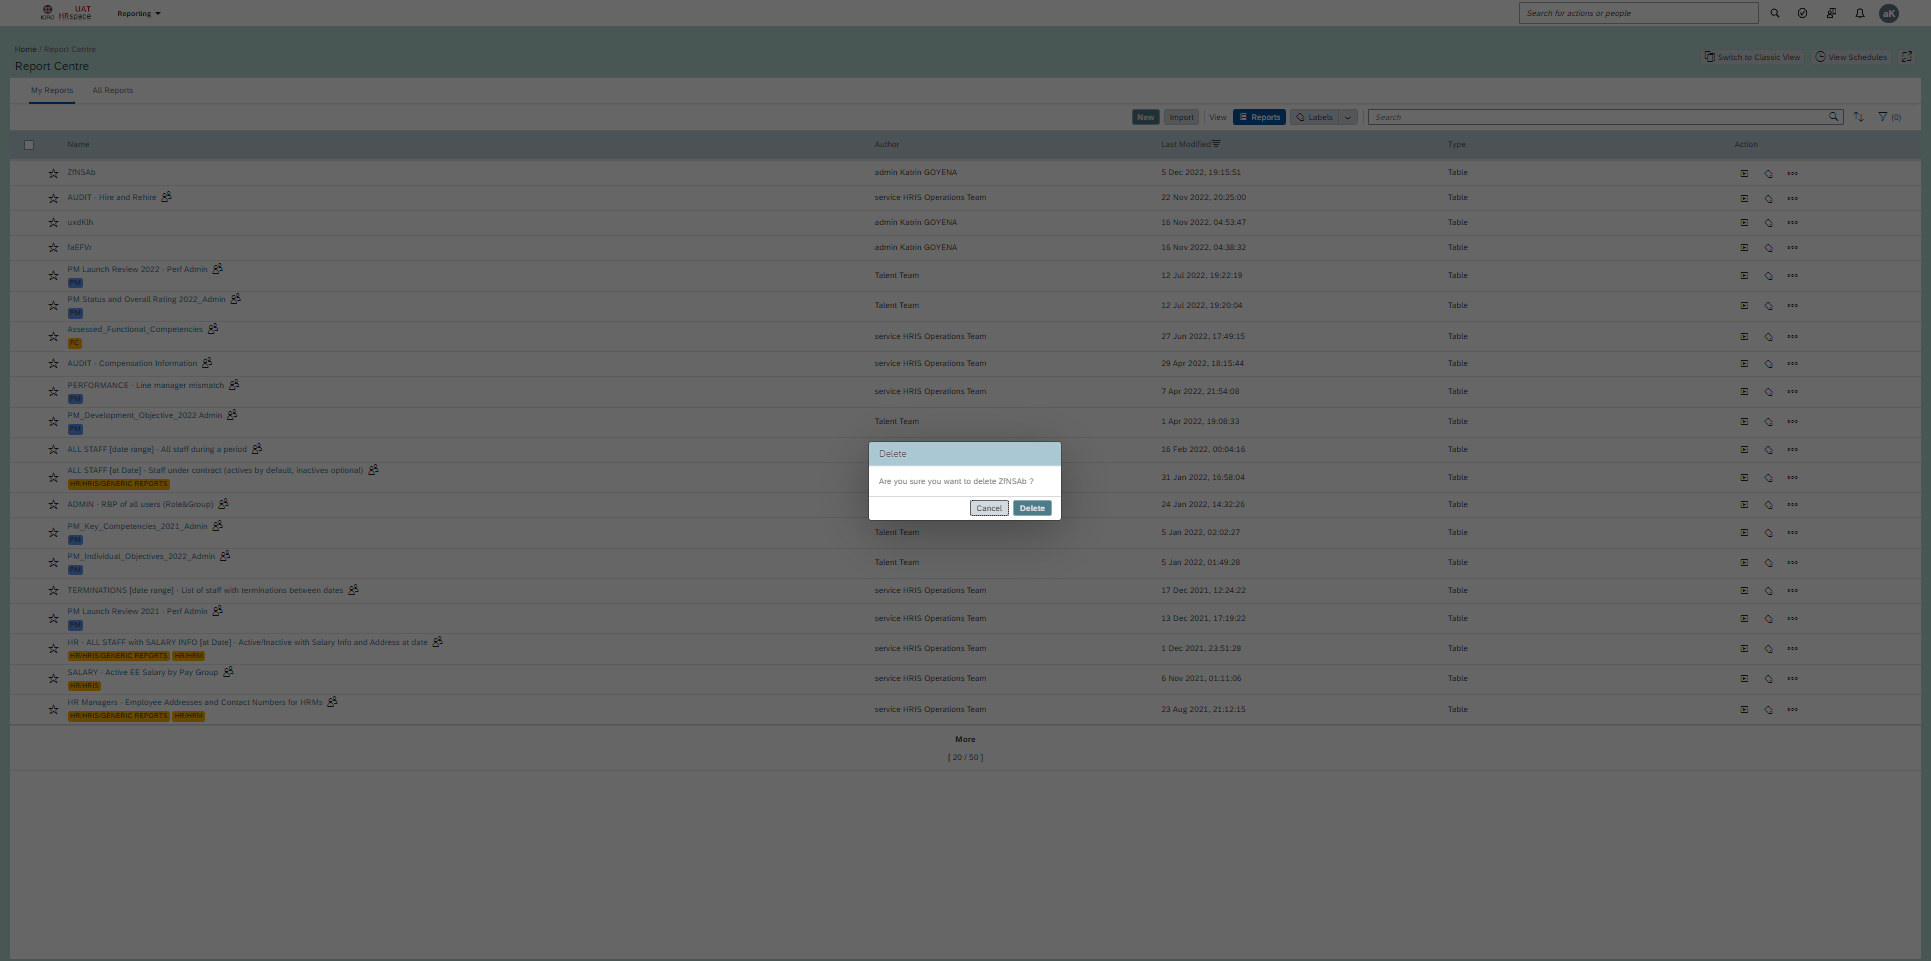 UAT
ICRC HRspace
Reporting
Search for actions or people
aK
Home / Report Centre
Report Centre
Switch to Classic View
View Schedules
My Reports
All Reports
New
Import
View
Reports
Labels
Search
(0)
Name Author Last Modified Type Action
ZfNSAb admin Katrin GOYENA 5 Dec 2022, 19:15:51 Table
AUDIT - Hire and Rehire service HRIS Operations Team 22 Nov 2022, 20:25:00 Table
uxdKlh admin Katrin GOYENA 16 Nov 2022, 04:53:47 Table
faEFVr admin Katrin GOYENA 16 Nov 2022, 04:38:32 Table
PM Launch Review 2022 - Perf Admin Talent Team 12 Jul 2022, 19:22:19 Table
PM
PM Status and Overall Rating 2022_Admin Talent Team 12 Jul 2022, 19:20:04 Table
PM
Assessed_Functional_Competencies service HRIS Operations Team 27 Jun 2022, 17:49:15 Table
FC
AUDIT - Compensation Information service HRIS Operations Team 29 Apr 2022, 18:15:44 Table
PERFORMANCE - Line manager mismatch service HRIS Operations Team 7 Apr 2022, 21:54:08 Table
PM
PM_Development_Objective_2022 Admin Talent Team 1 Apr 2022, 19:08:33 Table
PM
ALL STAFF [date range] - All staff during a period 16 Feb 2022, 00:04:16 Table
ALL STAFF [at Date] - Staff under contract (actives by default, inactives optional) 31 Jan 2022, 16:58:04 Table
HR/HRIS/GENERIC REPORTS
ADMIN - RBP of all users (Role&Group) 24 Jan 2022, 14:32:26 Table
PM_Key_Competencies_2021_Admin Talent Team 5 Jan 2022, 02:02:27 Table
PM
PM_Individual_Objectives_2022_Admin Talent Team 5 Jan 2022, 01:49:28 Table
PM
TERMINATIONS [date range] - List of staff with terminations between dates service HRIS Operations Team 17 Dec 2021, 12:24:22 Table
PM Launch Review 2021 - Perf Admin service HRIS Operations Team 13 Dec 2021, 17:19:22 Table
PM
HR - ALL STAFF with SALARY INFO [at Date] - Active/Inactive with Salary Info and Address at date service HRIS Operations Team 1 Dec 2021, 23:51:28 Table
HR/HRIS/GENERIC REPORTS HR/HRM
SALARY - Active EE Salary by Pay Group service HRIS Operations Team 6 Nov 2021, 01:11:06 Table
HR/HRIS
HR Managers - Employee Addresses and Contact Numbers for HRMs service HRIS Operations Team 23 Aug 2021, 21:12:15 Table
HR/HRIS/GENERIC REPORTS HR/HRM
More
[ 20 / 50 ]
Delete
Are you sure you want to delete ZfNSAb ?
Cancel
Delete